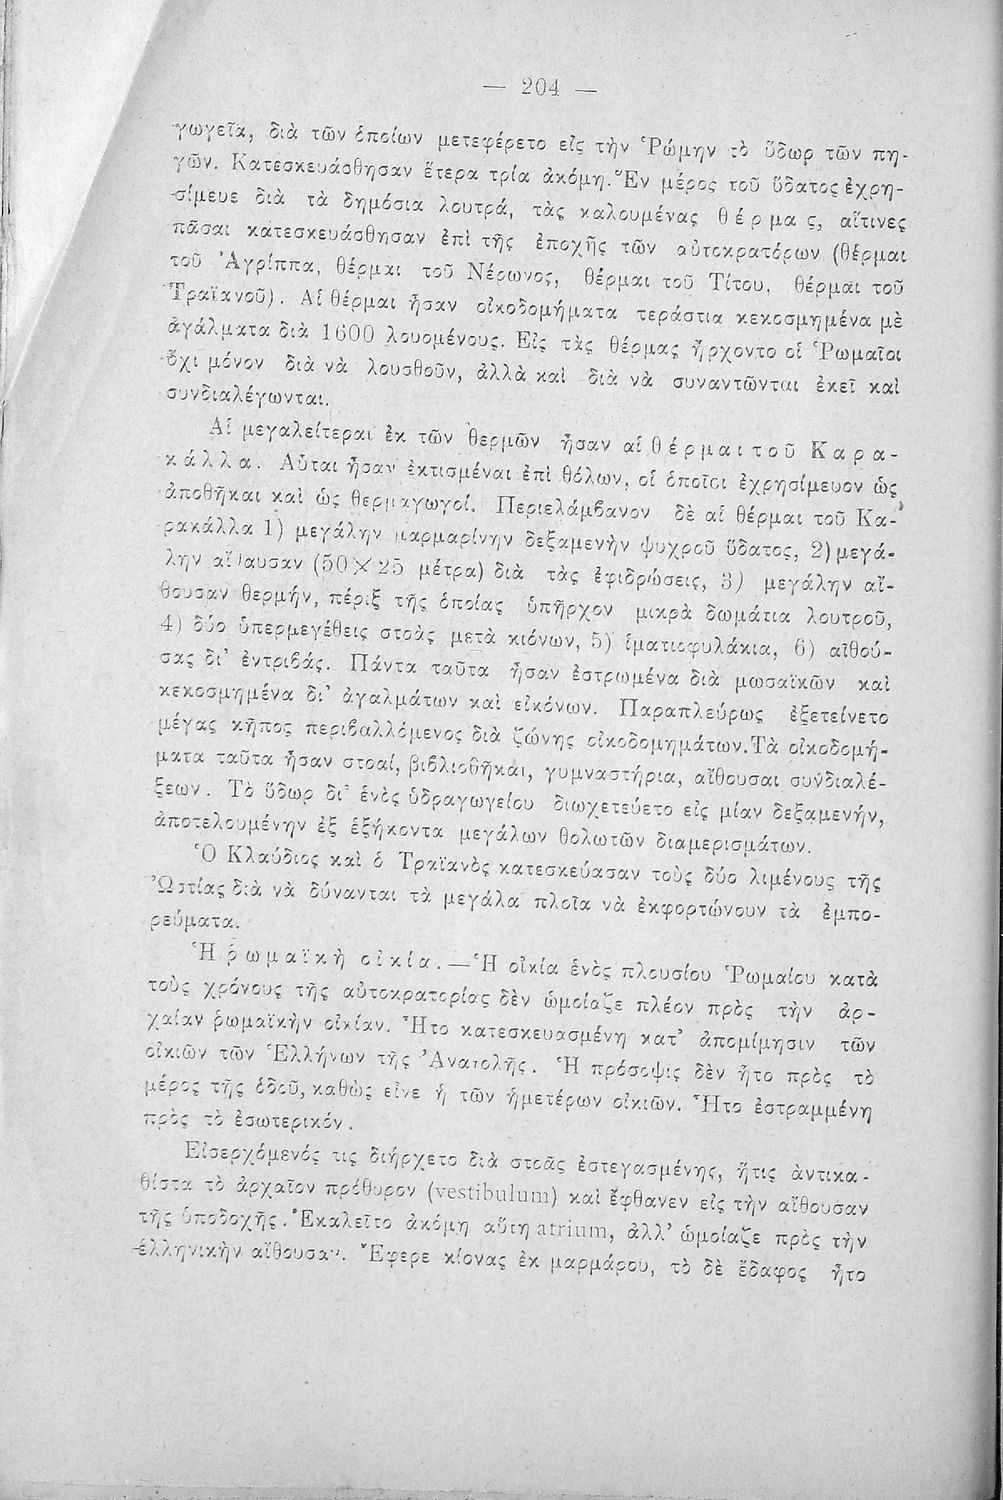 — 204 —
γωγεῖα, διὰ τῶν ὁποίων μετεφέρετο εἰς τὴν Ῥώμην τὸ ὕδωρ τῶν πη-
γῶν. Κατεσκευάσθησαν ἕτερα τρία ἀκόμη. Ἓν μέρος τοῦ ὕδατος ἐχρη-
σίμευε διὰ τὰ δημόσια λουτρά, τὰς καλουμένας θέρμας, αἵτινες
πᾶσαι κατεσκευάσθησαν ἐπὶ τῆς ἐποχῆς τῶν αὐτοκρατόρων (θέρμαι
τοῦ Ἀγρίππα, θέρμαι τοῦ Νέρωνος, θέρμαι τοῦ Τίτου, θέρμαι τοῦ
Τραϊανοῦ). Αἱ θέρμαι ἦσαν οἰκοδομήματα τεράστια κεκοσμημένα μὲ
ἀγάλματα διὰ 1600 λουομένους. Εἰς τὰς θέρμας ἤρχοντο οἱ Ῥωμαῖοι
ὄχι μόνον διὰ νὰ λουσθοῦν, ἀλλὰ καὶ διὰ νὰ συναντῶνται ἐκεῖ καὶ
συνδιαλέγωνται.
Αἱ μεγαλείτεραι ἐκ τῶν θερμῶν ἦσαν αἱ θέρμαι τοῦ Καρα-
κάλλα. Αὗται ἦσαν ἐκτισμέναι ἐπὶ θόλων, οἱ ὁποῖοι ἐχρησίμευον ὡς
ἀποθῆκαι καὶ ὡς θερμαγωγοί. Περιελάμβανον δὲ αἱ θέρμαι τοῦ Κα-
ρακάλλα 1) μεγάλην μαρμαρίνην δεξαμενὴν ψυχροῦ ὕδατος, 2) μεγά-
λην αἴθαυσαν (50×25 μέτρα) διὰ τὰς ἐφιδρώσεις, 3) μεγάλην αἴ-
θουσαν θερμήν, πέριξ τῆς ὁποίας ὑπῆρχον μικρὰ δωμάτια λουτροῦ,
4) δύο ὑπερμεγέθεις στοὰς μετὰ κιόνων, 5) ἱματιοφυλάκια, 6) αἰθού-
σας δι’ ἐντριβάς. Πάντα ταῦτα ἦσαν ἐστρωμένα διὰ μωσαϊκῶν καὶ
κεκοσμημένα δι’ ἀγαλμάτων καὶ εἰκόνων. Παραπλεύρως ἐξετείνετο
μέγας κῆπος περιβαλλόμενος διὰ ζώνης οἰκοδομημάτων. Τὰ οἰκοδομή-
ματα ταῦτα ἦσαν στοαί, βιβλιοθῆκαι, γυμναστήρια, αἴθουσαι συνδιαλέ-
ξεων. Τὸ ὕδωρ δι’ ἑνὸς ὑδραγωγείου διωχετεύετο εἰς μίαν δεξαμενήν,
ἀποτελουμένην ἐξ ἑξήκοντα μεγάλων θολωτῶν διαμερισμάτων.
Ὁ Κλαύδιος καὶ ὁ Τραϊανὸς κατεσκεύασαν τοὺς δύο λιμένους τῆς
Ὠστίας διὰ νὰ δύνανται τὰ μεγάλα πλοῖα νὰ ἐκφορτώνουν τὰ ἐμπο-
ρεύματα.
Ἡ ῥωμαϊκὴ οἰκία. — Ἡ οἰκία ἑνὸς πλουσίου Ῥωμαίου κατὰ
τοὺς χρόνους τῆς αὐτοκρατορίας δὲν ὡμοίαζε πλέον πρὸς τὴν ἀρ-
χαίαν ῥωμαϊκὴν οἰκίαν. Ἦτο κατεσκευασμένη κατ’ ἀπομίμησιν τῶν
οἰκιῶν τῶν Ἑλλήνων τῆς Ἀνατολῆς. Ἡ πρόσοψις δὲν ἦτο πρὸς τὸ
μέρος τῆς ὁδοῦ, καθὼς εἶνε ἡ τῶν ἡμετέρων οἰκιῶν. Ἦτο ἐστραμμένη
πρὸς τὸ ἐσωτερικόν.
Εἰσερχόμενός τις διήρχετο διὰ στοᾶς ἐστεγασμένης, ἥτις ἀντικα-
θίστα τὸ ἀρχαῖον πρόθυρον (vestibulum) καὶ ἔφθανεν εἰς τὴν αἴθουσαν
τῆς ὑποδοχῆς. Ἐκαλεῖτο ἀκόμη αὕτη atrium, ἀλλ’ ὡμοίαζε πρὸς τὴν
ἑλληνικὴν αἴθουσαν. Ἔφερε κίονας ἐκ μαρμάρου, τὸ δὲ ἔδαφος ἦτο